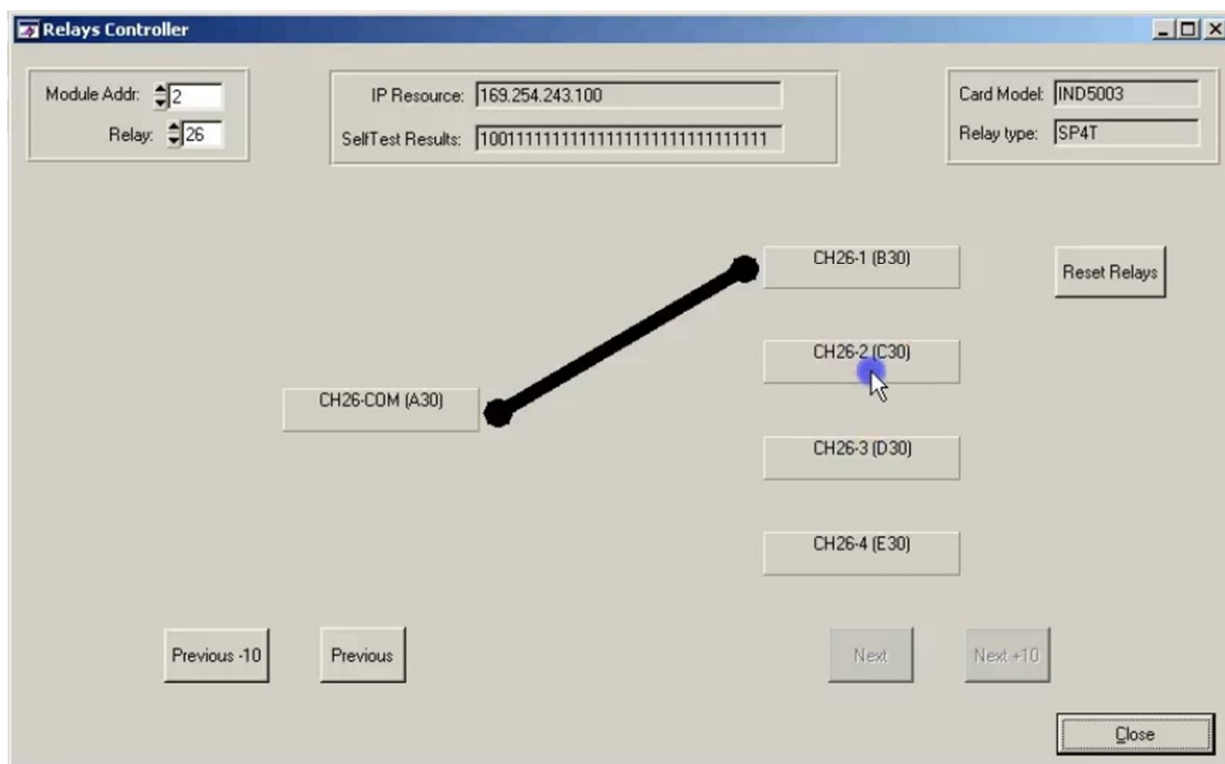 Relays Controller
Module Addr: 2
Relay: 26
IP Resource: 169.254.243.100
SelfTest Results:
Card Model: IND5003
Relay type: SP4T
CH26-1 (B30)
Reset Relays
CH26-2 (C30)
CH26-COM (A30)
CH26-3 (D30)
CH26-4 (E30)
Previous -10
Previous
Next
Next +10
Close